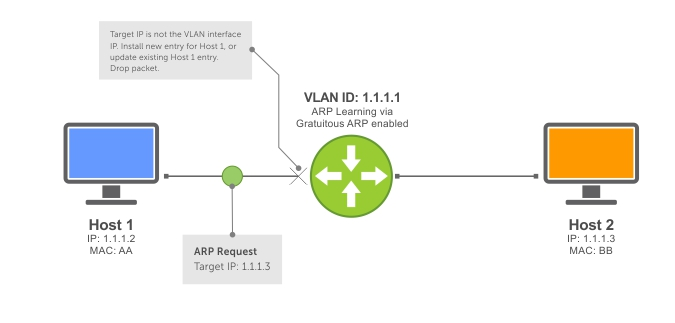 Target IP is not the VLAN interface
IP. Install new entry for Host 1, or
update existing Host 1 entry.
Drop packet.
VLAN ID: 1.1.1.1
ARP Learning via
Gratuitous ARP enabled
Host 1
IP: 1.1.1.2
MAC: AA
ARP Request
Target IP: 1.1.1.3
Host 2
IP: 1.1.1.3
MAC: BB